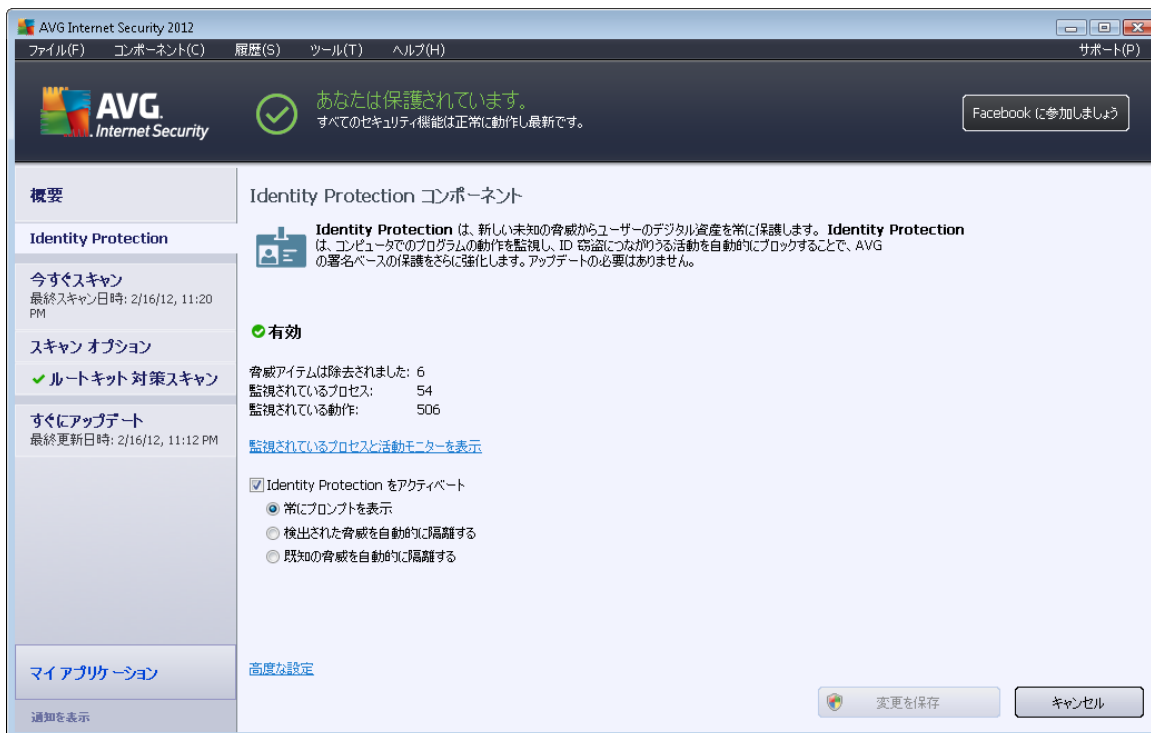 AVG Internet Security 2012
ファイル(F) コンポーネント(C) 履歴(S) ツール(T) ヘルプ(H) サポート(P)
AVG.
Internet Security
あなたは保護されています。
すべてのセキュリティ機能は正常に動作し最新です。
Facebook に参加しましょう
概要
Identity Protection
今すぐスキャン
最終スキャン日時: 2/16/12, 11:20
PM
スキャン オプション
ルートキット対策スキャン
すぐにアップデート
最終更新日時: 2/16/12, 11:12 PM
マイ アプリケーション
通知を表示
Identity Protection コンポーネント
Identity Protection は、新しい未知の脅威からユーザーのデジタル資産を常に保護します。 Identity Protection
は、コンピュータでのプログラムの動作を監視し、ID 窃盗につながりうる活動を自動的にブロックすることで、AVG
の署名ベースの保護をさらに強化します。アップデートの必要はありません。
有効
脅威アイテムは除去されました: 6
監視されているプロセス: 54
監視されている動作: 506
監視されているプロセスと活動モニターを表示
Identity Protection をアクティベート
常にプロンプトを表示
検出された脅威を自動的に隔離する
既知の脅威を自動的に隔離する
高度な設定
変更を保存
キャンセル